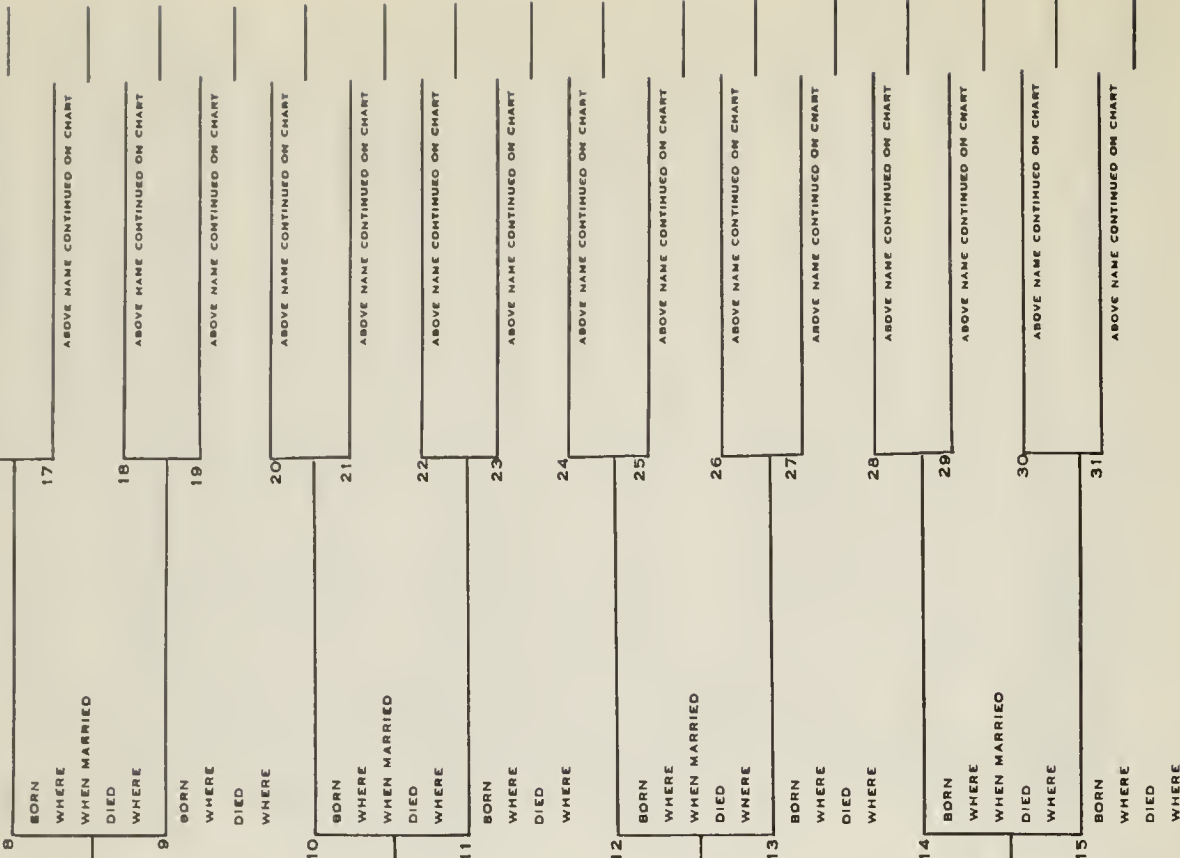 8
BORN
WHERE
WHEN MARRIED
DIED
WHERE
9
BORN
WHERE
DIED
WHERE
10
BORN
WHERE
WHEN MARRIED
DIED
WHERE
11
BORN
WHERE
DIED
WHERE
12
BORN
WHERE
WHEN MARRIED
DIED
WHERE
13
BORN
WHERE
DIED
WHERE
14
BORN
WHERE
WHEN MARRIED
DIED
WHERE
15
BORN
WHERE
DIED
WHERE
17
ABOVE NAME CONTINUED ON CHART
18
ABOVE NAME CONTINUED ON CHART
19
ABOVE NAME CONTINUED ON CHART
20
ABOVE NAME CONTINUED ON CHART
21
ABOVE NAME CONTINUED ON CHART
22
ABOVE NAME CONTINUED ON CHART
23
ABOVE NAME CONTINUED ON CHART
24
ABOVE NAME CONTINUED ON CHART
25
ABOVE NAME CONTINUED ON CHART
26
ABOVE NAME CONTINUED ON CHART
27
ABOVE NAME CONTINUED ON CHART
28
ABOVE NAME CONTINUED ON CHART
29
ABOVE NAME CONTINUED ON CHART
30
ABOVE NAME CONTINUED ON CHART
31
ABOVE NAME CONTINUED ON CHART